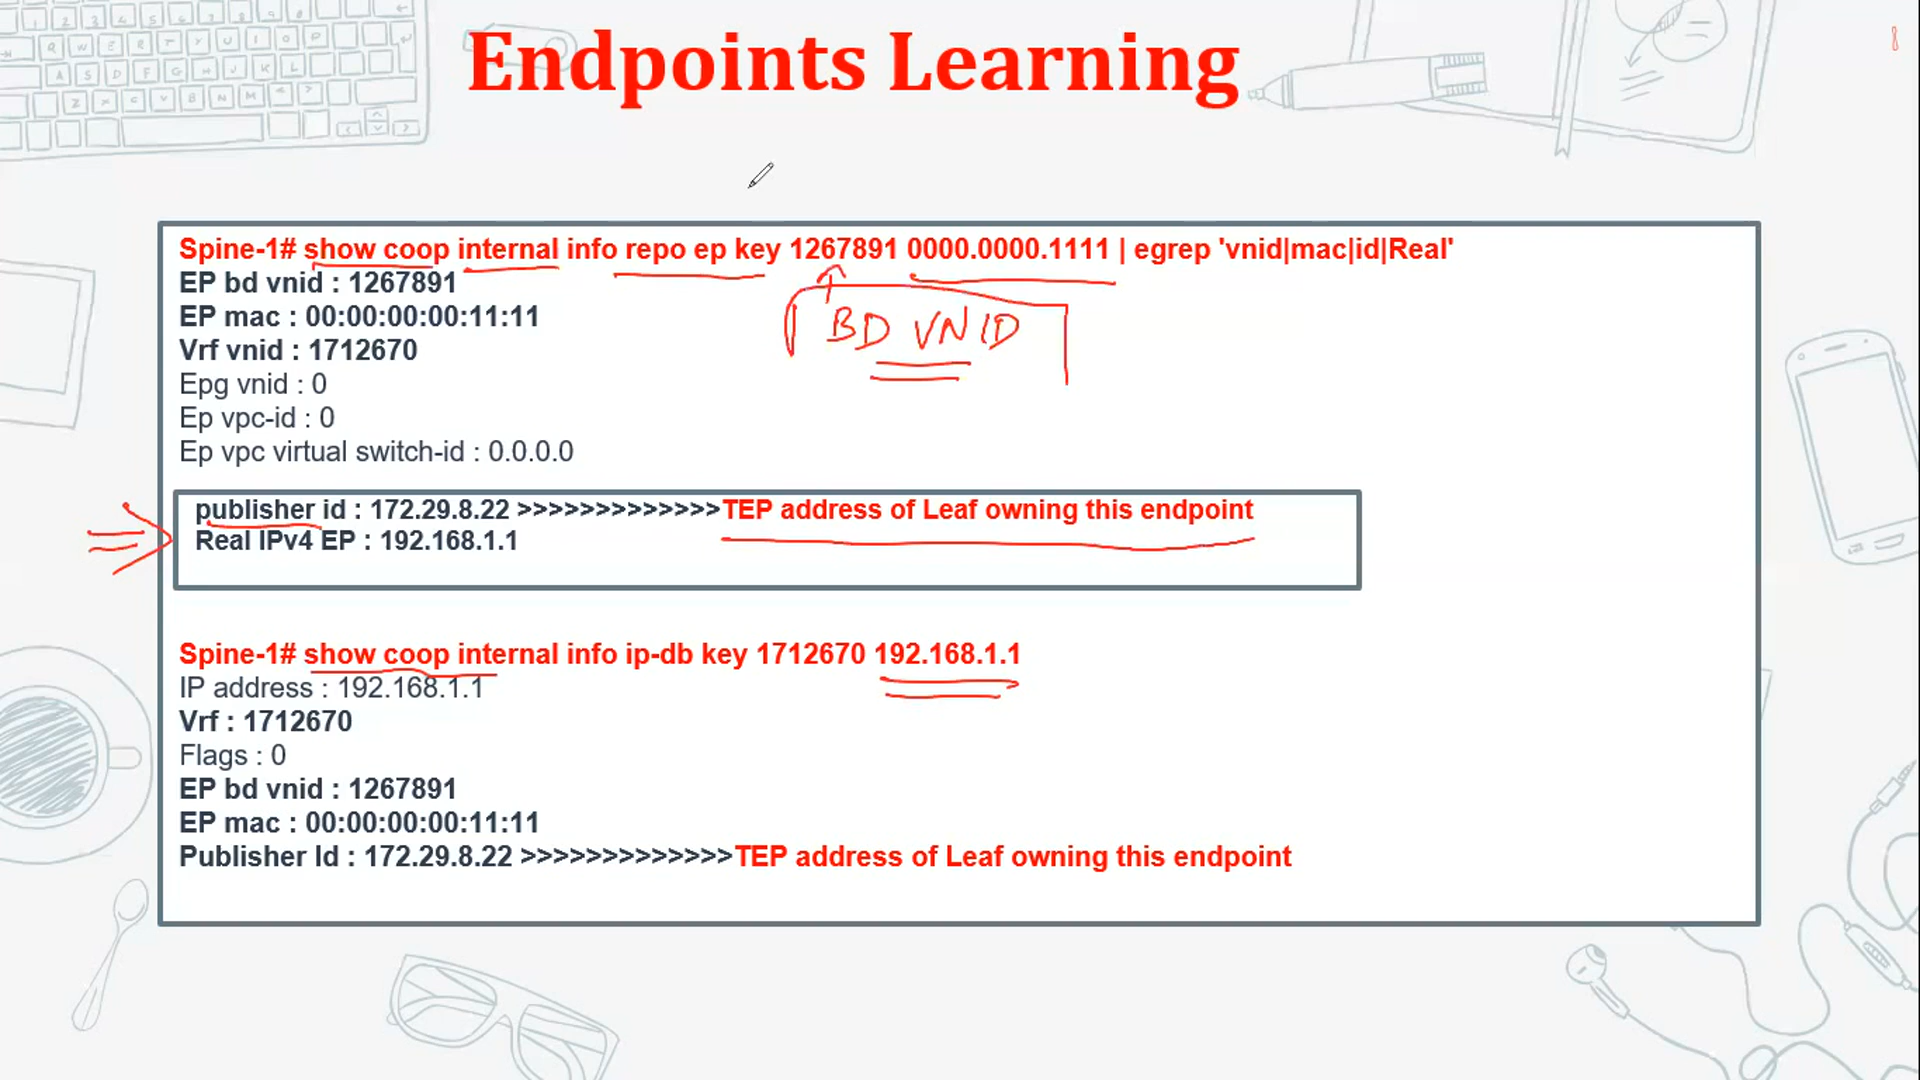 Endpoints Learning
Spine-1# show coop internal info repo ep key 1267891 0000.0000.1111 | egrep 'vnid|mac|id|Real'
EP bd vnid : 1267891
EP mac : 00:00:00:00:11:11
BD VNID
Vrf vnid : 1712670
Epg vnid : 0
Ep vpc-id : 0
Ep vpc virtual switch-id : 0.0.0.0
publisher id : 172.29.8.22 >>>>>>>>>>>>>TEP address of Leaf owning this endpoint
Real IPv4 EP : 192.168.1.1
Spine-1# show coop internal info ip-db key 1712670 192.168.1.1
IP address : 192.168.1.1
Vrf : 1712670
Flags : 0
EP bd vnid : 1267891
EP mac : 00:00:00:00:11:11
Publisher Id : 172.29.8.22 >>>>>>>>>>>>>TEP address of Leaf owning this endpoint